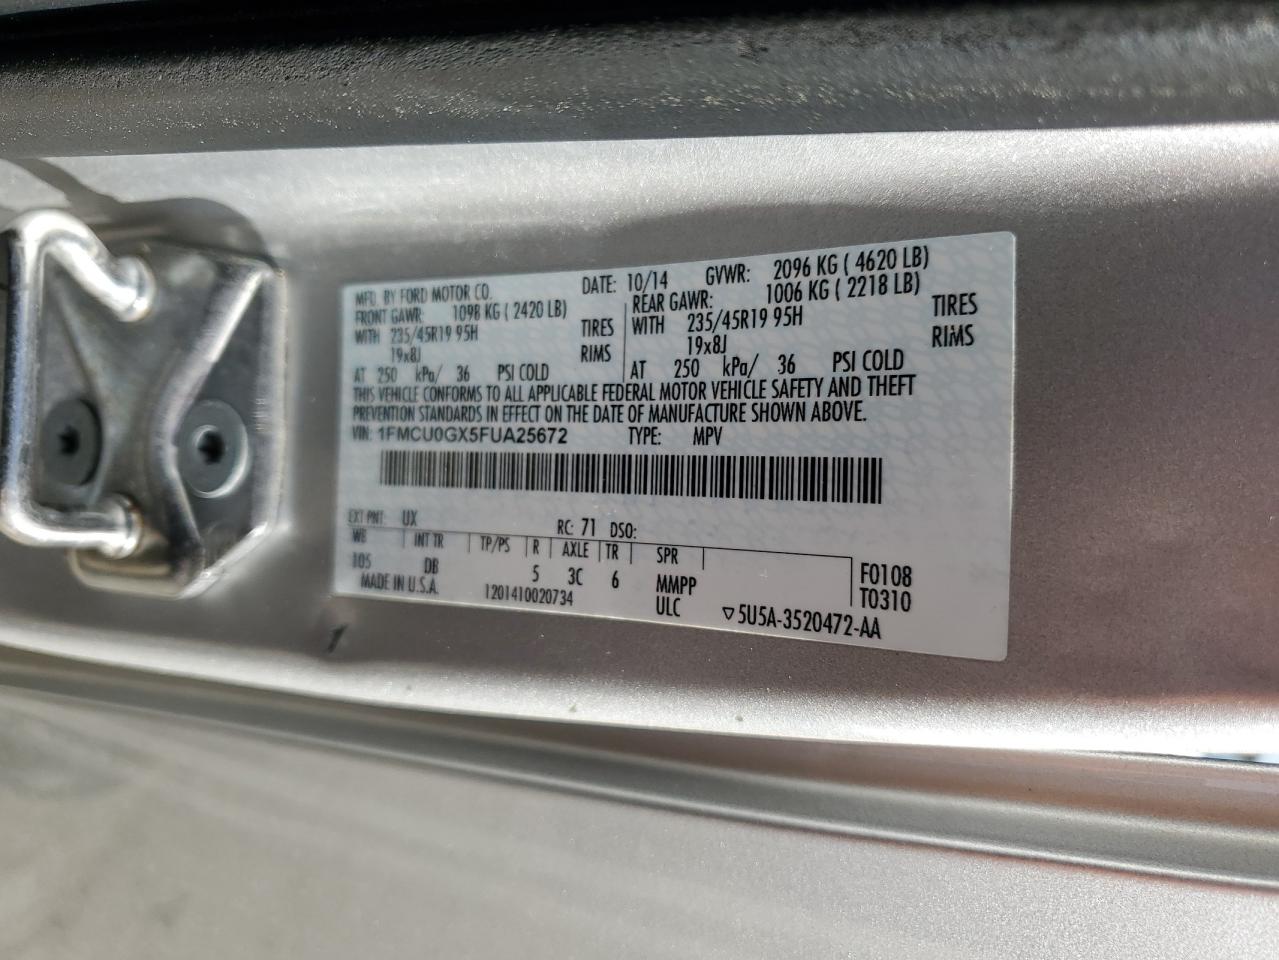 MFD. BY FORD MOTOR CO. DATE: 10/14 GVWR: 2096 KG ( 4620 LB)
FRONT GAWR: 1098 KG ( 2420 LB) REAR GAWR: 1006 KG ( 2218 LB)
WITH 235/45R19 95H TIRES WITH 235/45R19 95H TIRES
19x8J RIMS 19x8J RIMS
AT 250 kPa/ 36 PSI COLD AT 250 kPa/ 36 PSI COLD
THIS VEHICLE CONFORMS TO ALL APPLICABLE FEDERAL MOTOR VEHICLE SAFETY AND THEFT
PREVENTION STANDARDS IN EFFECT ON THE DATE OF MANUFACTURE SHOWN ABOVE.
VIN: 1FMCU0GX5FUA25672 TYPE: MPV
EXT PNT: UX RC: 71 DSO:
WB INT TR TP/PS R AXLE TR SPR
105 DB 5 3C 6 MMPP F0108
MADE IN U.S.A. 1201410020734 ULC T0310
▽5U5A-3520472-AA